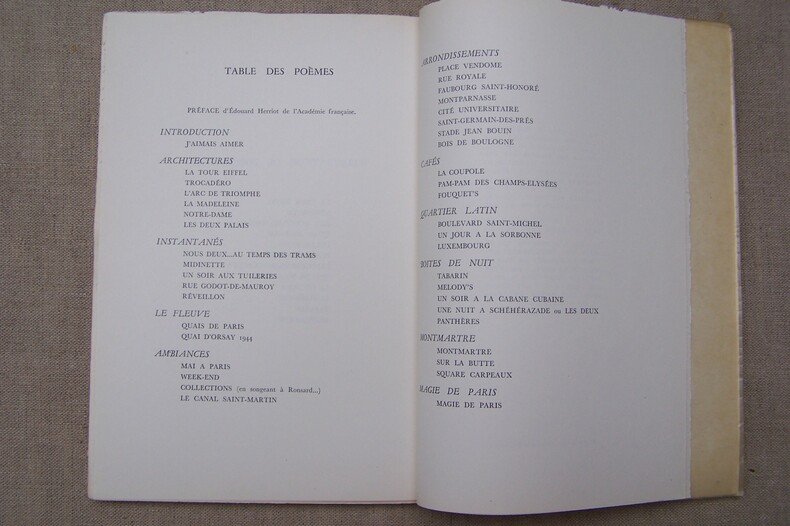 TABLE DES POÈMES
PRÉFACE d'Édouard Herriot de l'Académie française.
INTRODUCTION
J'AIMAIS AIMER
ARCHITECTURES
LA TOUR EIFFEL
TROCADÉRO
L'ARC DE TRIOMPHE
LA MADELEINE
NOTRE-DAME
LES DEUX PALAIS
INSTANTANÉS
NOUS DEUX...AU TEMPS DES TRAMS
MIDINETTE
UN SOIR AUX TUILERIES
RUE GODOT-DE-MAUROY
RÉVEILLON
LE FLEUVE
QUAIS DE PARIS
QUAI D'ORSAY 1944
AMBIANCES
MAI A PARIS
WEEK-END
COLLECTIONS (en songeant à Ronsard...)
LE CANAL SAINT-MARTIN
ARRONDISSEMENTS
PLACE VENDOME
RUE ROYALE
FAUBOURG SAINT-HONORÉ
MONTPARNASSE
CITÉ UNIVERSITAIRE
SAINT-GERMAIN-DES-PRÈS
STADE JEAN BOUIN
BOIS DE BOULOGNE
CAFÉS
LA COUPOLE
PAM-PAM DES CHAMPS-ELYSÉES
FOUQUET'S
QUARTIER LATIN
BOULEVARD SAINT-MICHEL
UN JOUR A LA SORBONNE
LUXEMBOURG
BOITES DE NUIT
TABARIN
MELODY'S
UN SOIR A LA CABANE CUBAINE
UNE NUIT A SCHÉHÉRAZADE ou LES DEUX
PANTHÈRES
MONTMARTRE
MONTMARTRE
SUR LA BUTTE
SQUARE CARPEAUX
MAGIE DE PARIS
MAGIE DE PARIS